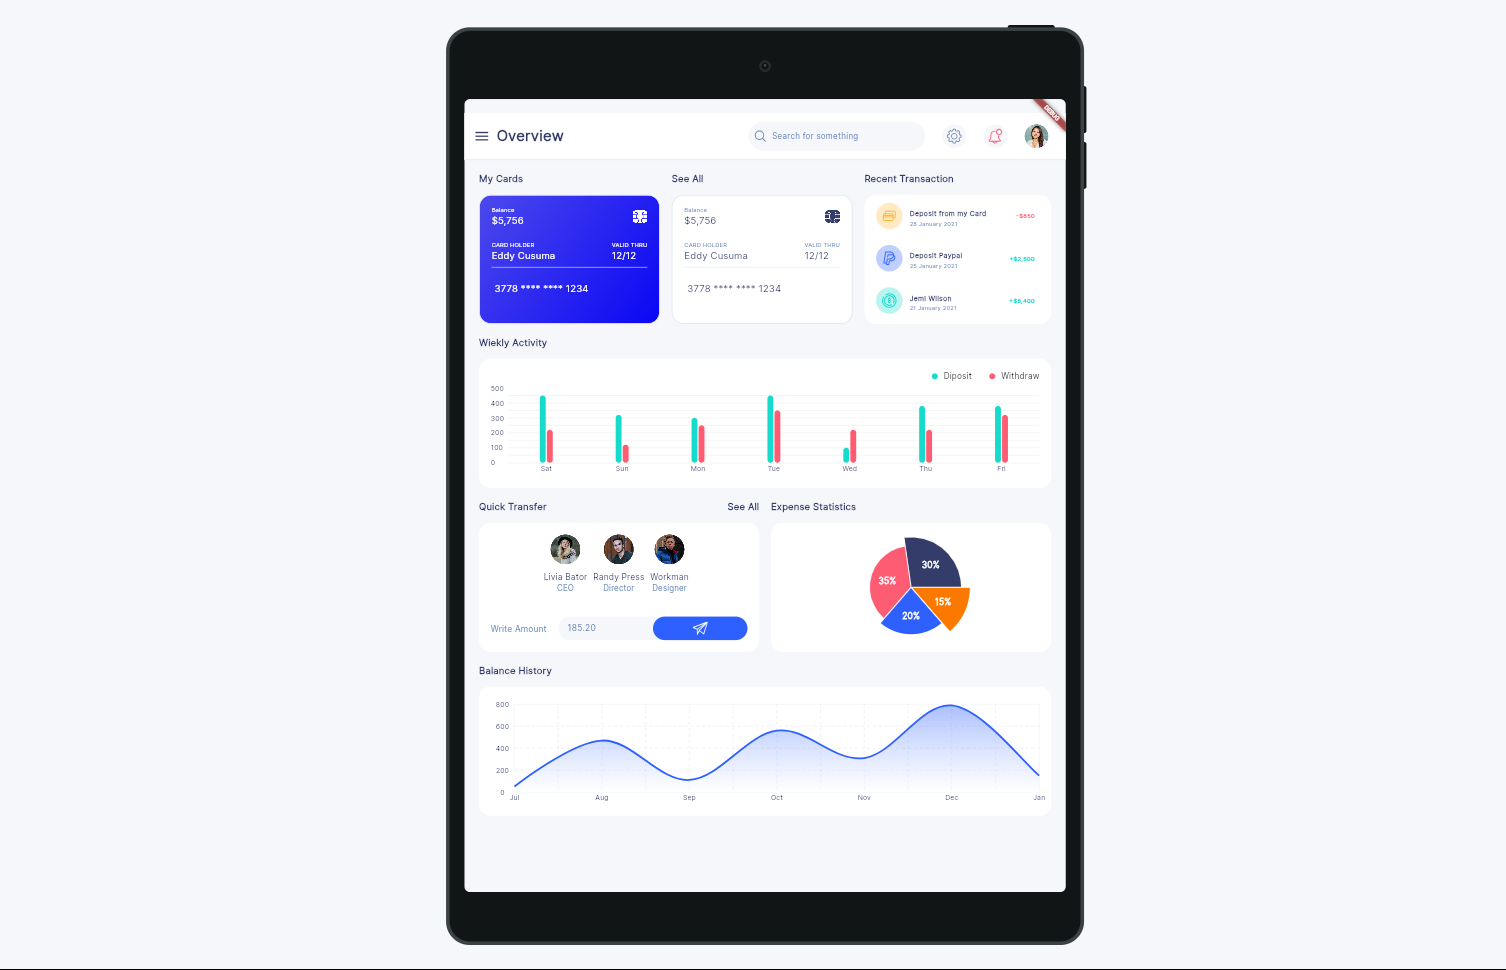 DEBUG
Overview
Search for something
My Cards
See All
Recent Transaction
Balance
$5,756
CARD HOLDER
VALID THRU
Eddy Cusuma
12/12
3778 **** **** 1234
Balance
$5,756
CARD HOLDER
VALID THRU
Eddy Cusuma
12/12
3778 **** **** 1234
Deposit from my Card
28 January 2021
-$850
Deposit Paypal
25 January 2021
+$2,500
Jemi Wilson
21 January 2021
+$5,400
Wiekly Activity
Diposit
Withdraw
500
400
300
200
100
0
Sat
Sun
Mon
Tue
Wed
Thu
Fri
Quick Transfer
See All
Livia Bator
CEO
Randy Press
Director
Workman
Designer
Write Amount
185.20
Expense Statistics
30%
35%
15%
20%
Balance History
800
600
400
200
0
Jul
Aug
Sep
Oct
Nov
Dec
Jan